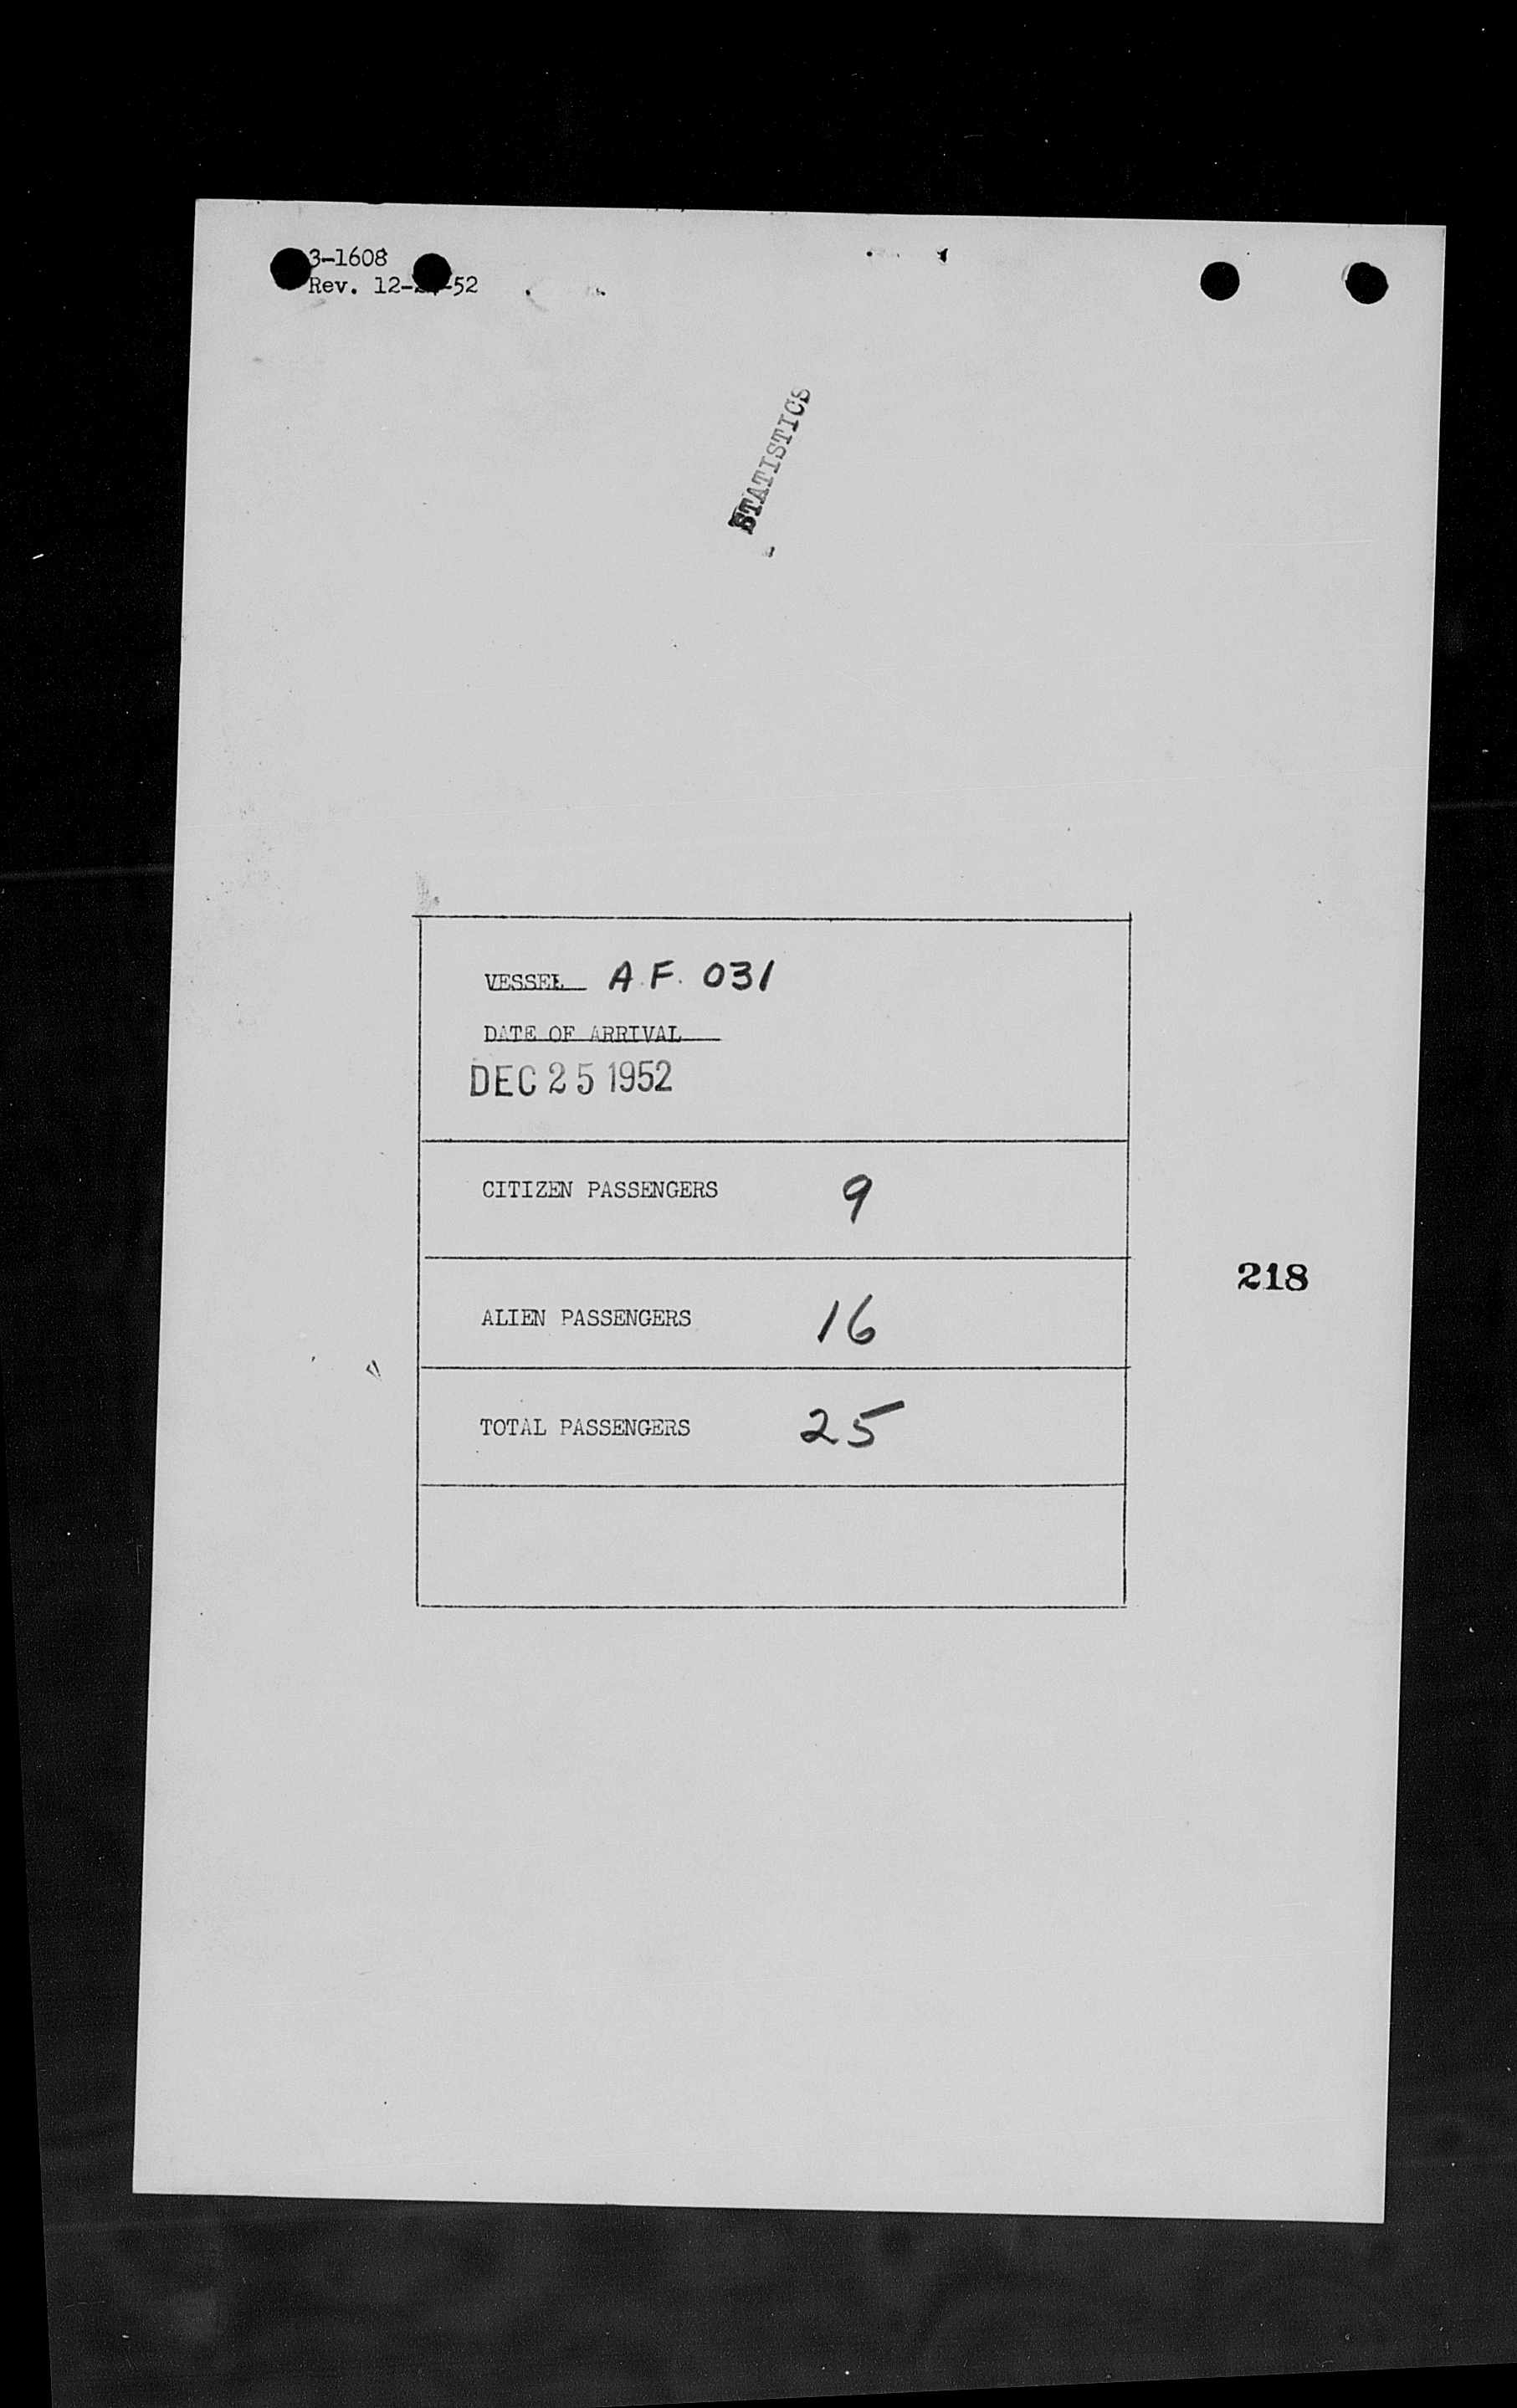 3-1608
Rev. 12- -52
STATISTICS
VESSEL A.F. 031
DATE OF ARRIVAL
DEC 25 1952
CITIZEN PASSENGERS 9
218
ALIEN PASSENGERS 16
TOTAL PASSENGERS 25